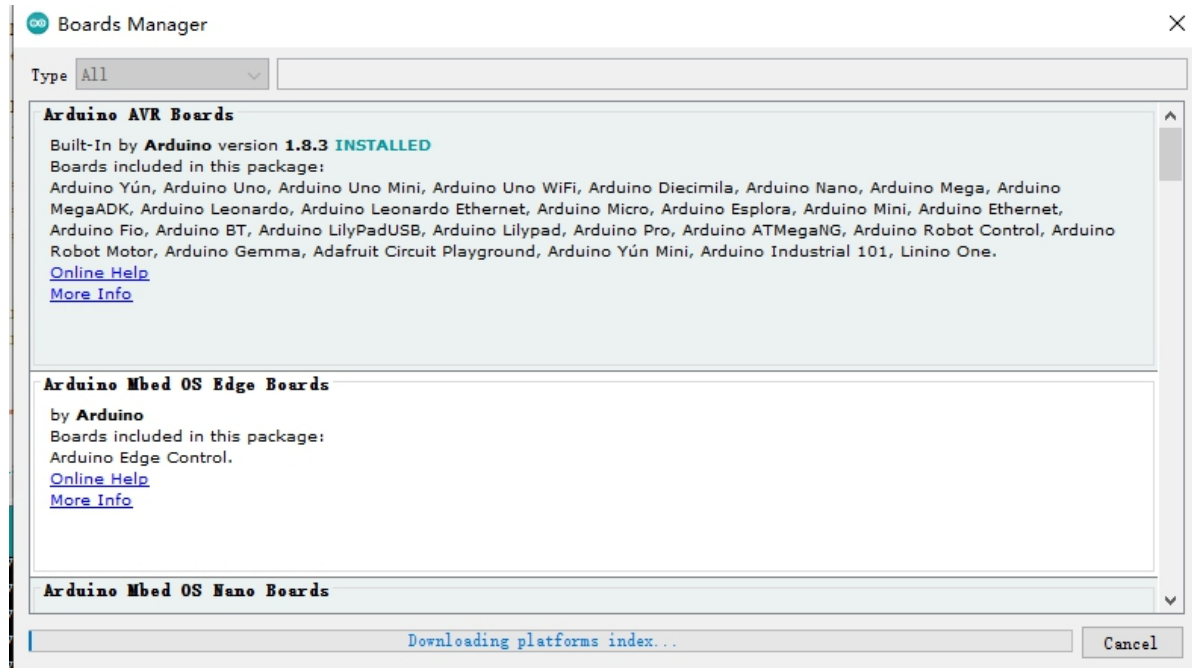 Boards Manager
Type All
Arduino AVR Boards
Built-In by Arduino version 1.8.3 INSTALLED
Boards included in this package:
Arduino Yún, Arduino Uno, Arduino Uno Mini, Arduino Uno WiFi, Arduino Diecimila, Arduino Nano, Arduino Mega, Arduino
MegaADK, Arduino Leonardo, Arduino Leonardo Ethernet, Arduino Micro, Arduino Esplora, Arduino Mini, Arduino Ethernet,
Arduino Fio, Arduino BT, Arduino LilyPadUSB, Arduino Lilypad, Arduino Pro, Arduino ATMegaNG, Arduino Robot Control, Arduino
Robot Motor, Arduino Gemma, Adafruit Circuit Playground, Arduino Yún Mini, Arduino Industrial 101, Linino One.
Online Help
More Info
Arduino Mbed OS Edge Boards
by Arduino
Boards included in this package:
Arduino Edge Control.
Online Help
More Info
Arduino Mbed OS Nano Boards
Downloading platforms index...
Cancel